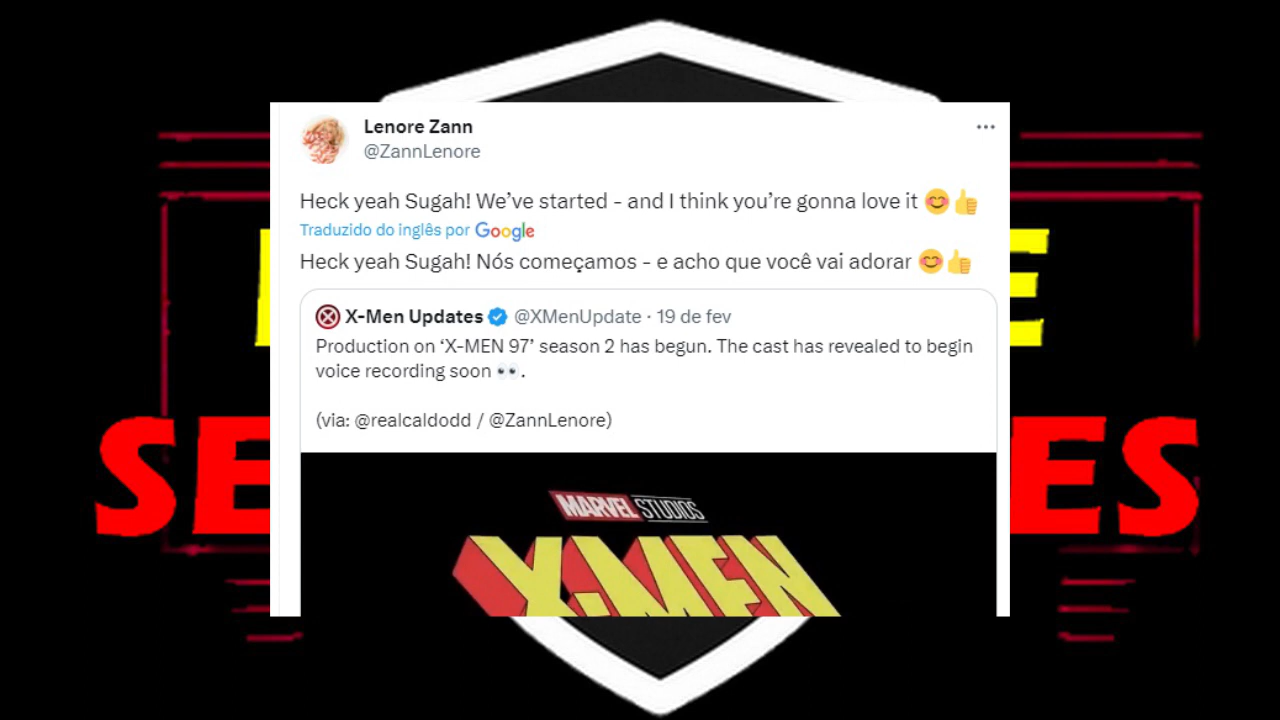 Lenore Zann
@ZannLenore
Heck yeah Sugah! We’ve started - and I think you’re gonna love it 😊👍
Traduzido do inglês por Google
Heck yeah Sugah! Nós começamos - e acho que você vai adorar 😊👍
X-Men Updates @XMenUpdate · 19 de fev
Production on ‘X-MEN 97’ season 2 has begun. The cast has revealed to begin
voice recording soon 👀.
(via: @realcaldodd / @ZannLenore)
MARVEL STUDIOS
X-MEN